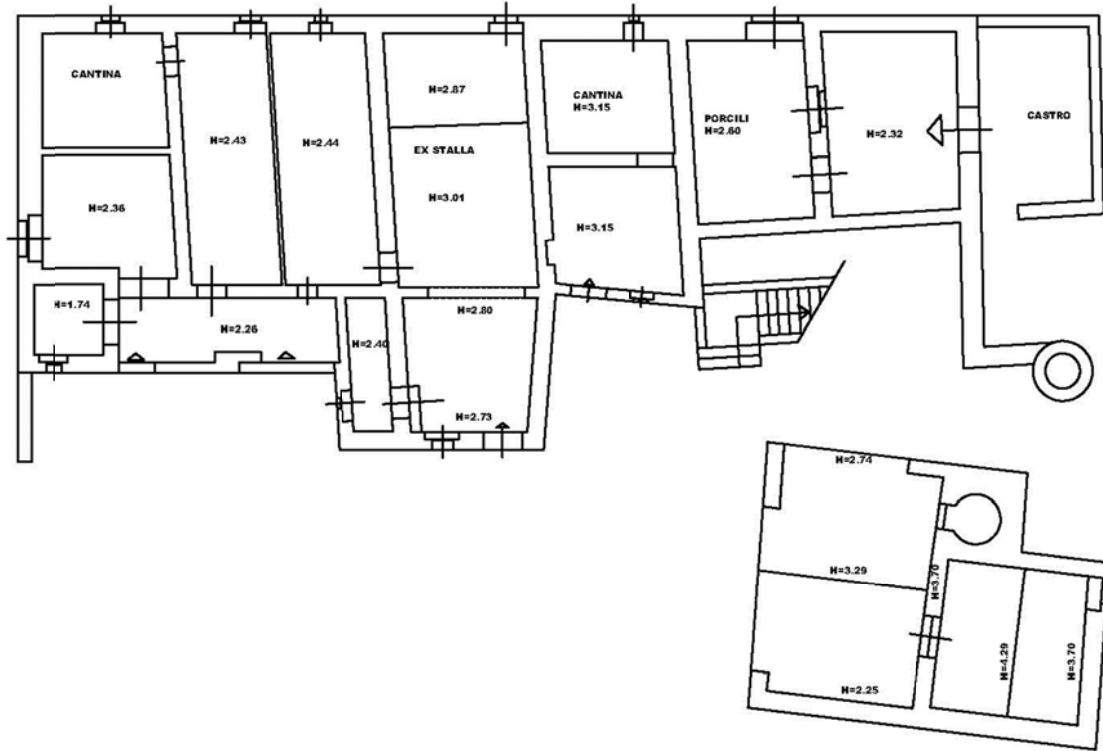 CANTINA
H=2.43
H=2.44
H=2.87
EX STALLA
H=3.01
CANTINA
H=3.15
PORCILI
H=2.60
H=2.32
CASTRO
H=2.36
H=3.15
H=1.74
H=2.26
H=2.40
H=2.80
H=2.73
H=2.74
H=3.29
H=3.70
H=2.25
H=4.29
H=3.70